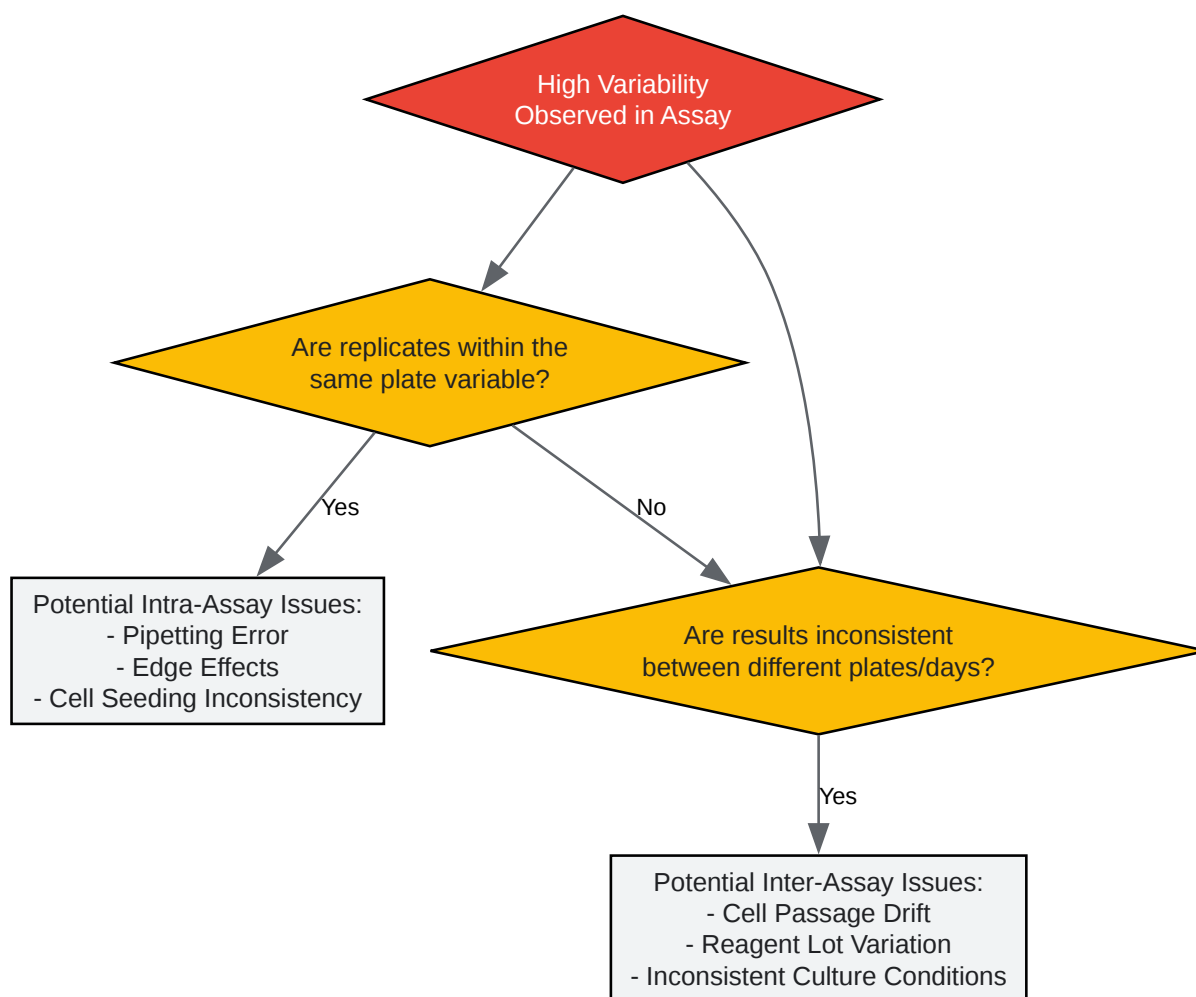 High Variability
Observed in Assay
Are replicates within the
same plate variable?
Yes
No
Potential Intra-Assay Issues:
- Pipetting Error
- Edge Effects
- Cell Seeding Inconsistency
Are results inconsistent
between different plates/days?
Yes
Potential Inter-Assay Issues:
- Cell Passage Drift
- Reagent Lot Variation
- Inconsistent Culture Conditions